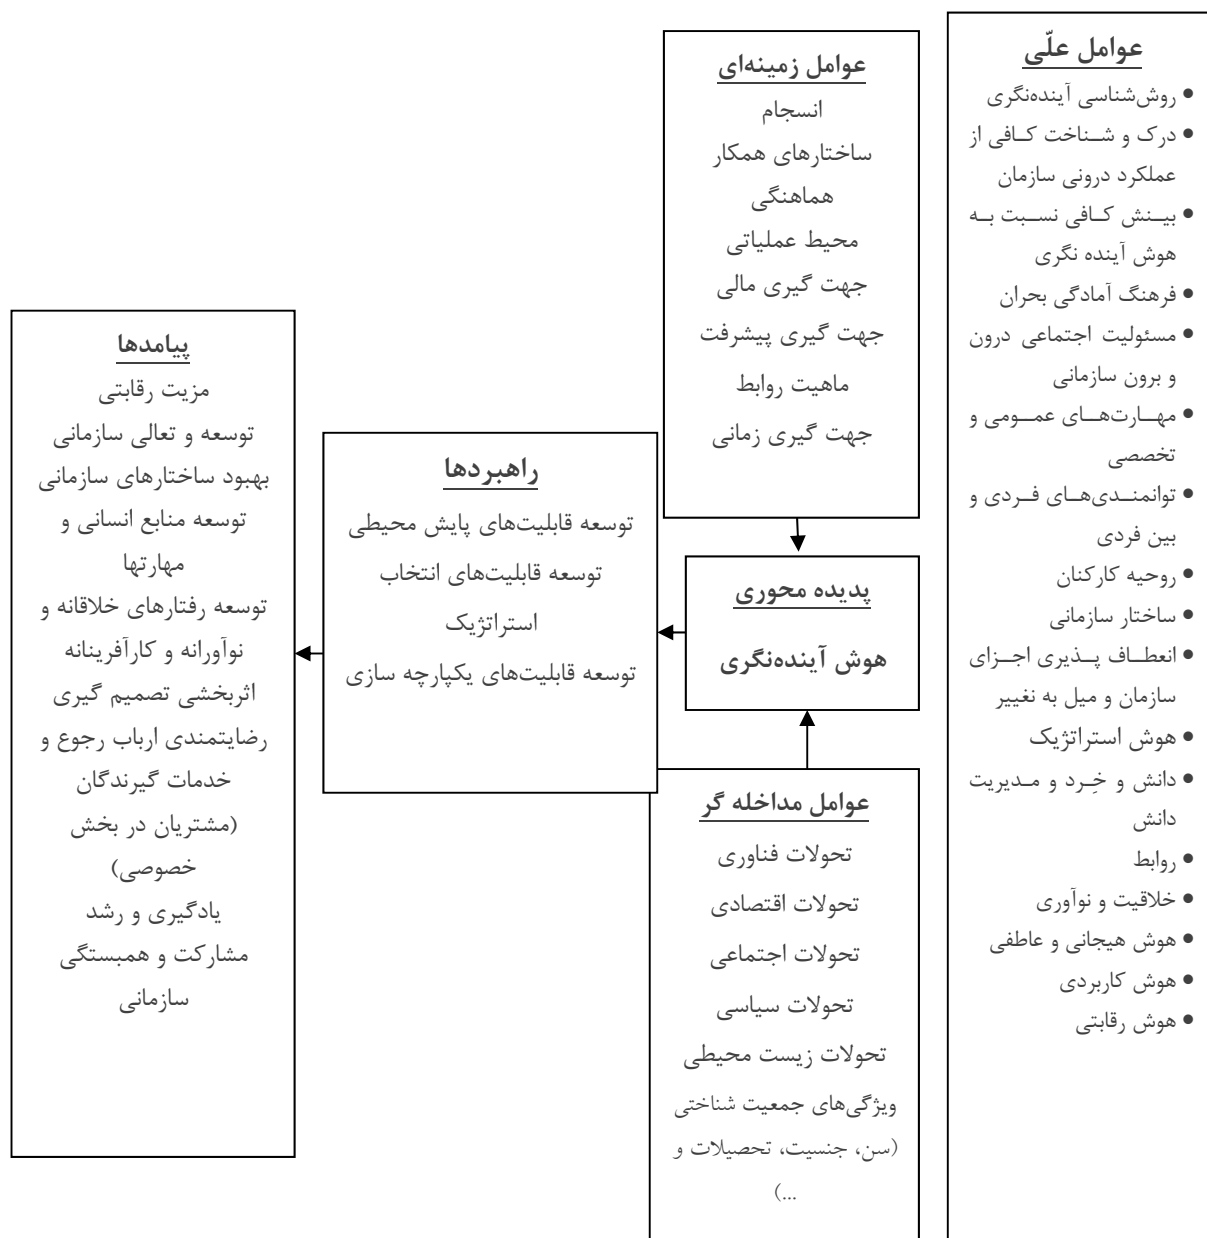 عوامل علّی
• روش‌شناسی آینده‌نگری
• درک و شناخت کافی از
عملکرد درونی سازمان
• بینش کافی نسبت به
هوش آینده نگری
• فرهنگ آمادگی بحران
• مسئولیت اجتماعی درون
و برون سازمانی
• مهارت‌های عمومی و
تخصصی
• توانمندی‌های فردی و
بین فردی
• روحیه کارکنان
• ساختار سازمانی
• انعطاف پذیری اجزای
سازمان و میل به نغییر
• هوش استراتژیک
• دانش و خِرد و مدیریت
دانش
• روابط
• خلاقیت و نوآوری
• هوش هیجانی و عاطفی
• هوش کاربردی
• هوش رقابتی
عوامل زمینه‌ای
انسجام
ساختارهای همکار
هماهنگی
محیط عملیاتی
جهت گیری مالی
جهت گیری پیشرفت
ماهیت روابط
جهت گیری زمانی
پدیده محوری
هوش آینده‌نگری
عوامل مداخله گر
تحولات فناوری
تحولات اقتصادی
تحولات اجتماعی
تحولات سیاسی
تحولات زیست محیطی
ویژگی‌های جمعیت شناختی
(سن، جنسیت، تحصیلات و
...)
راهبردها
توسعه قابلیت‌های پایش محیطی
توسعه قابلیت‌های انتخاب
استراتژیک
توسعه قابلیت‌های یکپارچه سازی
پیامدها
مزیت رقابتی
توسعه و تعالی سازمانی
بهبود ساختارهای سازمانی
توسعه منابع انسانی و
مهارتها
توسعه رفتارهای خلاقانه و
نوآورانه و کارآفرینانه
اثربخشی تصمیم گیری
رضایتمندی ارباب رجوع و
خدمات گیرندگان
(مشتریان در بخش
خصوصی)
یادگیری و رشد
مشارکت و همبستگی
سازمانی